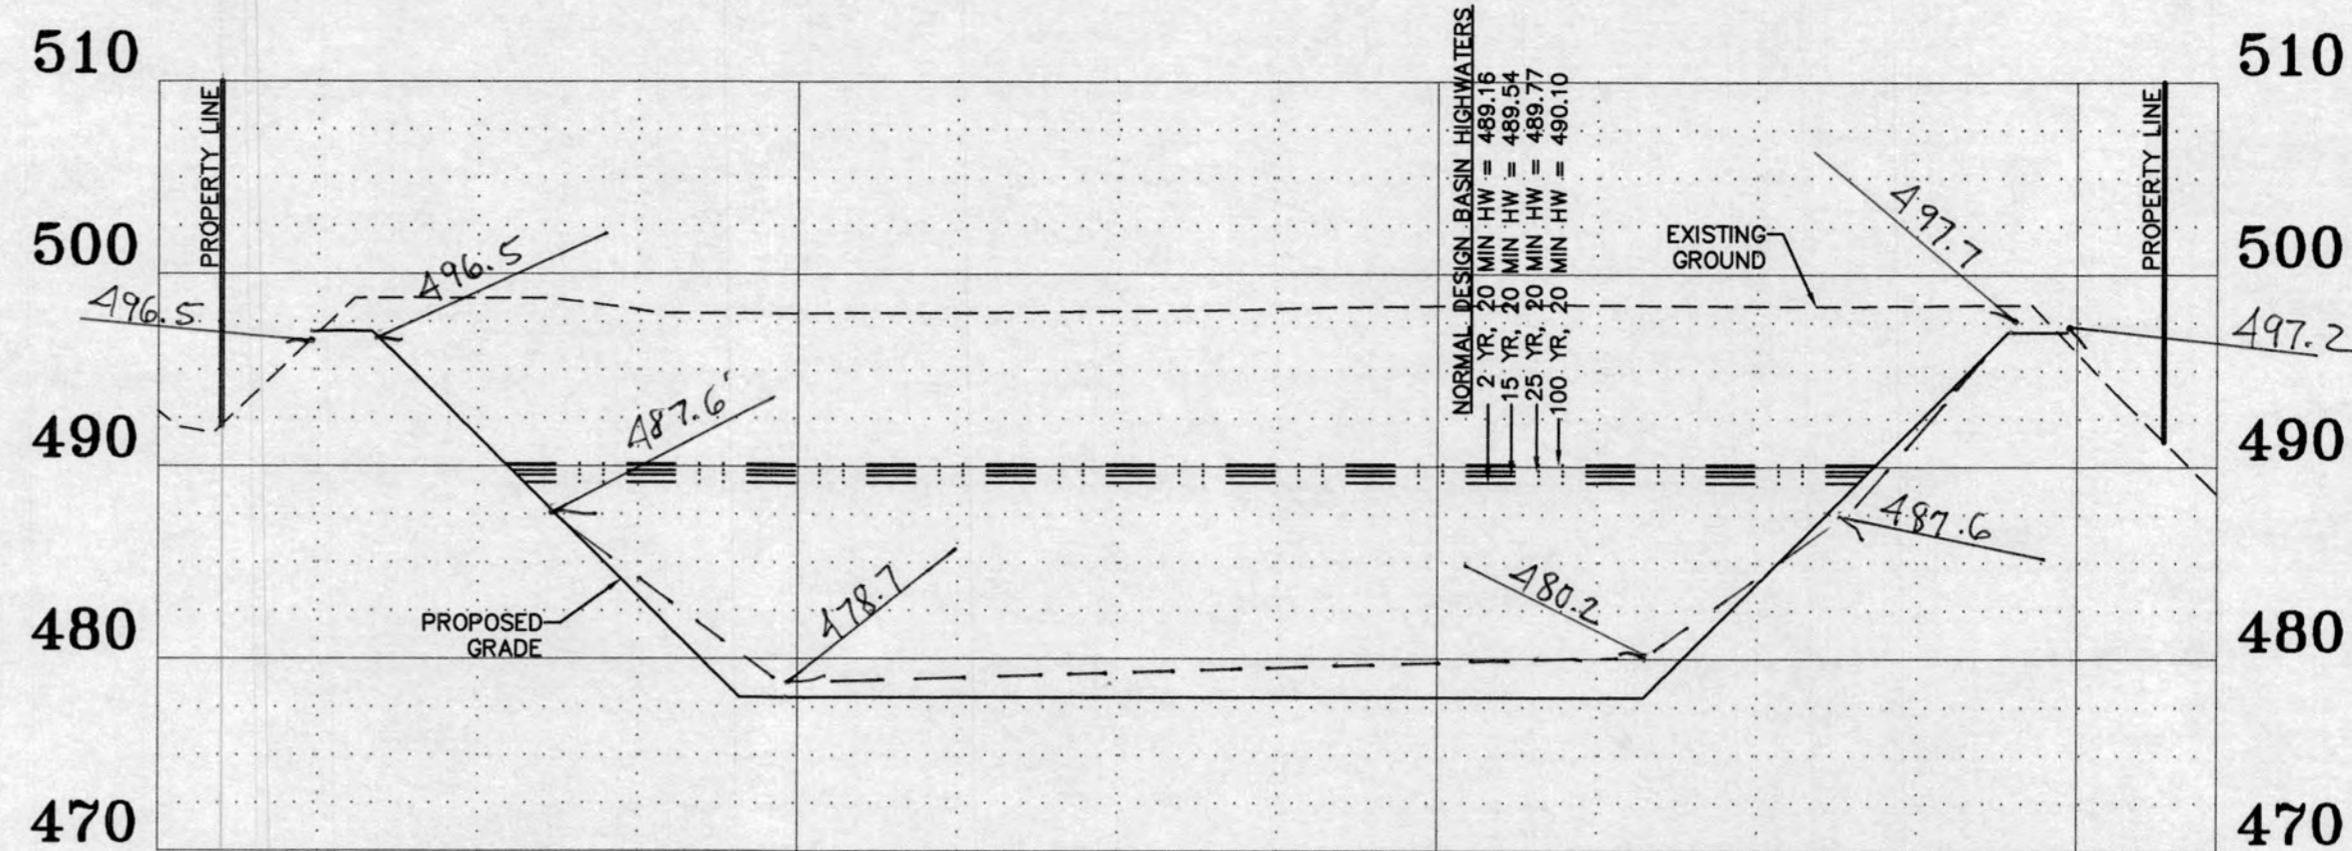 510
510
PROPERTY LINE
NORMAL DESIGN BASIN HIGHWATERS
2 YR, 20 MIN HW = 489.16
15 YR, 20 MIN HW = 489.54
25 YR, 20 MIN HW = 489.77
100 YR, 20 MIN HW = 490.10
PROPERTY LINE
500
500
496.5
496.5
EXISTING
GROUND
497.7
497.2
490
490
487.6'
487.6
480
480
PROPOSED
GRADE
478.7
480.2
470
470